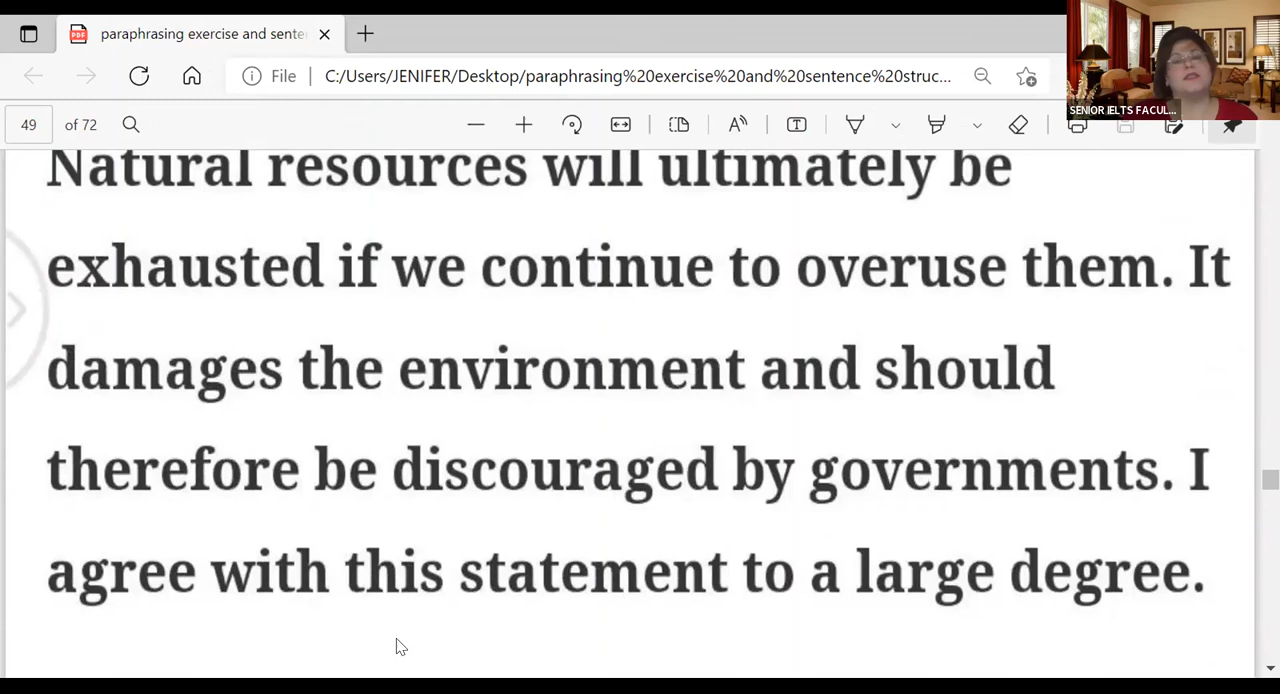 paraphrasing exercise and sente
File
C:/Users/JENIFER/Desktop/paraphrasing%20exercise%20and%20sentence%20struc...
SENIOR IELTS FACUL...
49 of 72
Natural resources will ultimately be
exhausted if we continue to overuse them. It
damages the environment and should
therefore be discouraged by governments. I
agree with this statement to a large degree.